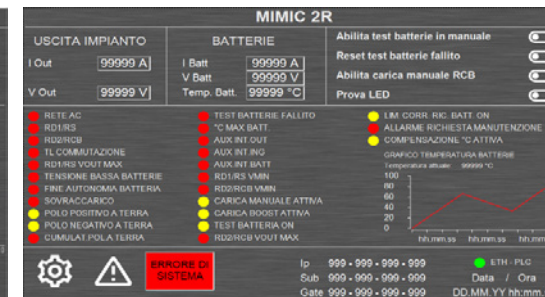 MIMIC 2R
USCITA IMPIANTO
I Out 99999 A
V Out 99999 V
BATTERIE
I Batt 99999 A
V Batt 99999 V
Temp. Batt. 99999 °C
Abilita test batterie in manuale
Reset test batterie fallito
Abilita carica manuale RCB
Prova LED
RETE AC
RD1/RS
RD2/RCB
TL COMMUTAZIONE
RD1/RS VOUT MAX
TENSIONE BASSA BATTERIE
FINE AUTONOMIA BATTERIA
SOVRACCARICO
POLO POSITIVO A TERRA
POLO NEGATIVO A TERRA
CUMULAT.POL.A TERRA
TEST BATTERIE FALLITO
°C MAX BATT.
AUX INT.OUT
AUX INT.ING
AUX INT.BATT
RD1/RS VMIN
RD2/RCB VMIN
CARICA MANUALE ATTIVA
CARICA BOOST ATTIVA
TEST BATTERIA ON
RD2/RCB VOUT MAX
LIM. CORR. RIC. BATT. ON
ALLARME RICHIESTA MANUTENZIONE
COMPENSAZIONE °C ATTIVA
GRAFICO TEMPERATURA BATTERIE
Temperatura attuale: 99999 °C
100
80
60
40
20
0
hh.mm.ss hh.mm.ss hh.mm
ERRORE DI
SISTEMA
Ip 999 - 999 - 999 - 999
Sub 999 - 999 - 999 - 999
Gate 999 - 999 - 999 - 999
ETH - PLC
Data / Ora
DD.MM.YY hh:mm.